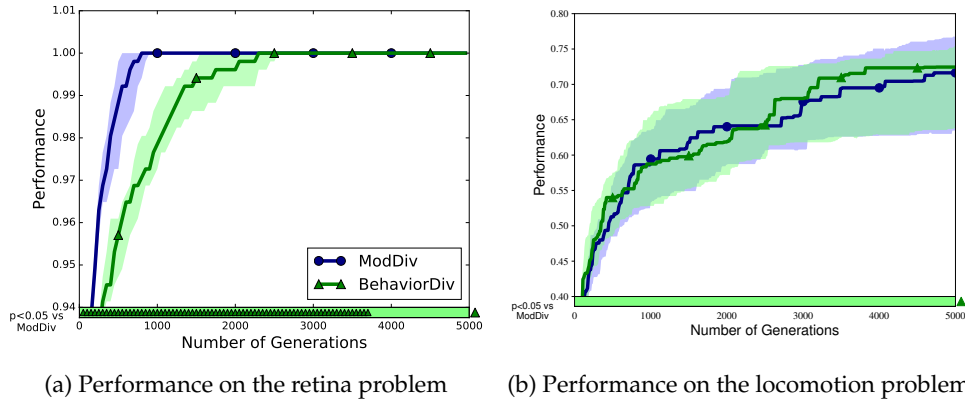 1.01
1.00
0.99
0.98
0.97
0.96
0.95
0.94
Performance
ModDiv
BehaviorDiv
p<0.05 vs
ModDiv
0 1000 2000 3000 4000 5000
Number of Generations
(a) Performance on the retina problem
0.80
0.75
0.70
0.65
0.60
0.55
0.50
0.45
0.40
Performance
p<0.05 vs
ModDiv
0 1000 2000 3000 4000 5000
Number of Generations
(b) Performance on the locomotion problem